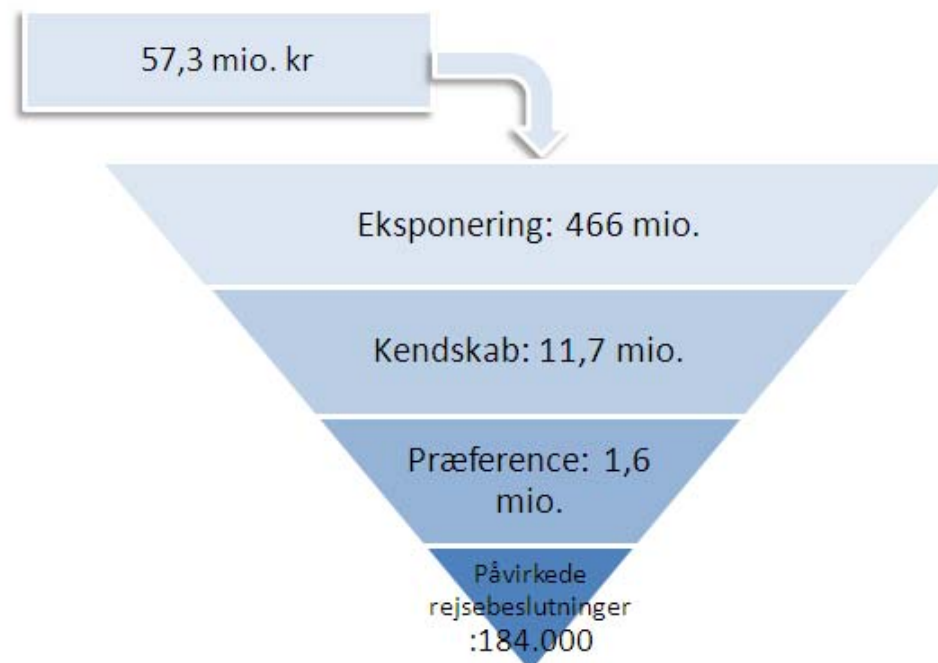 57,3 mio. kr
Eksponering: 466 mio.
Kendskab: 11,7 mio.
Præference: 1,6
mio.
Påvirkede
rejsebeslutninger
:184.000